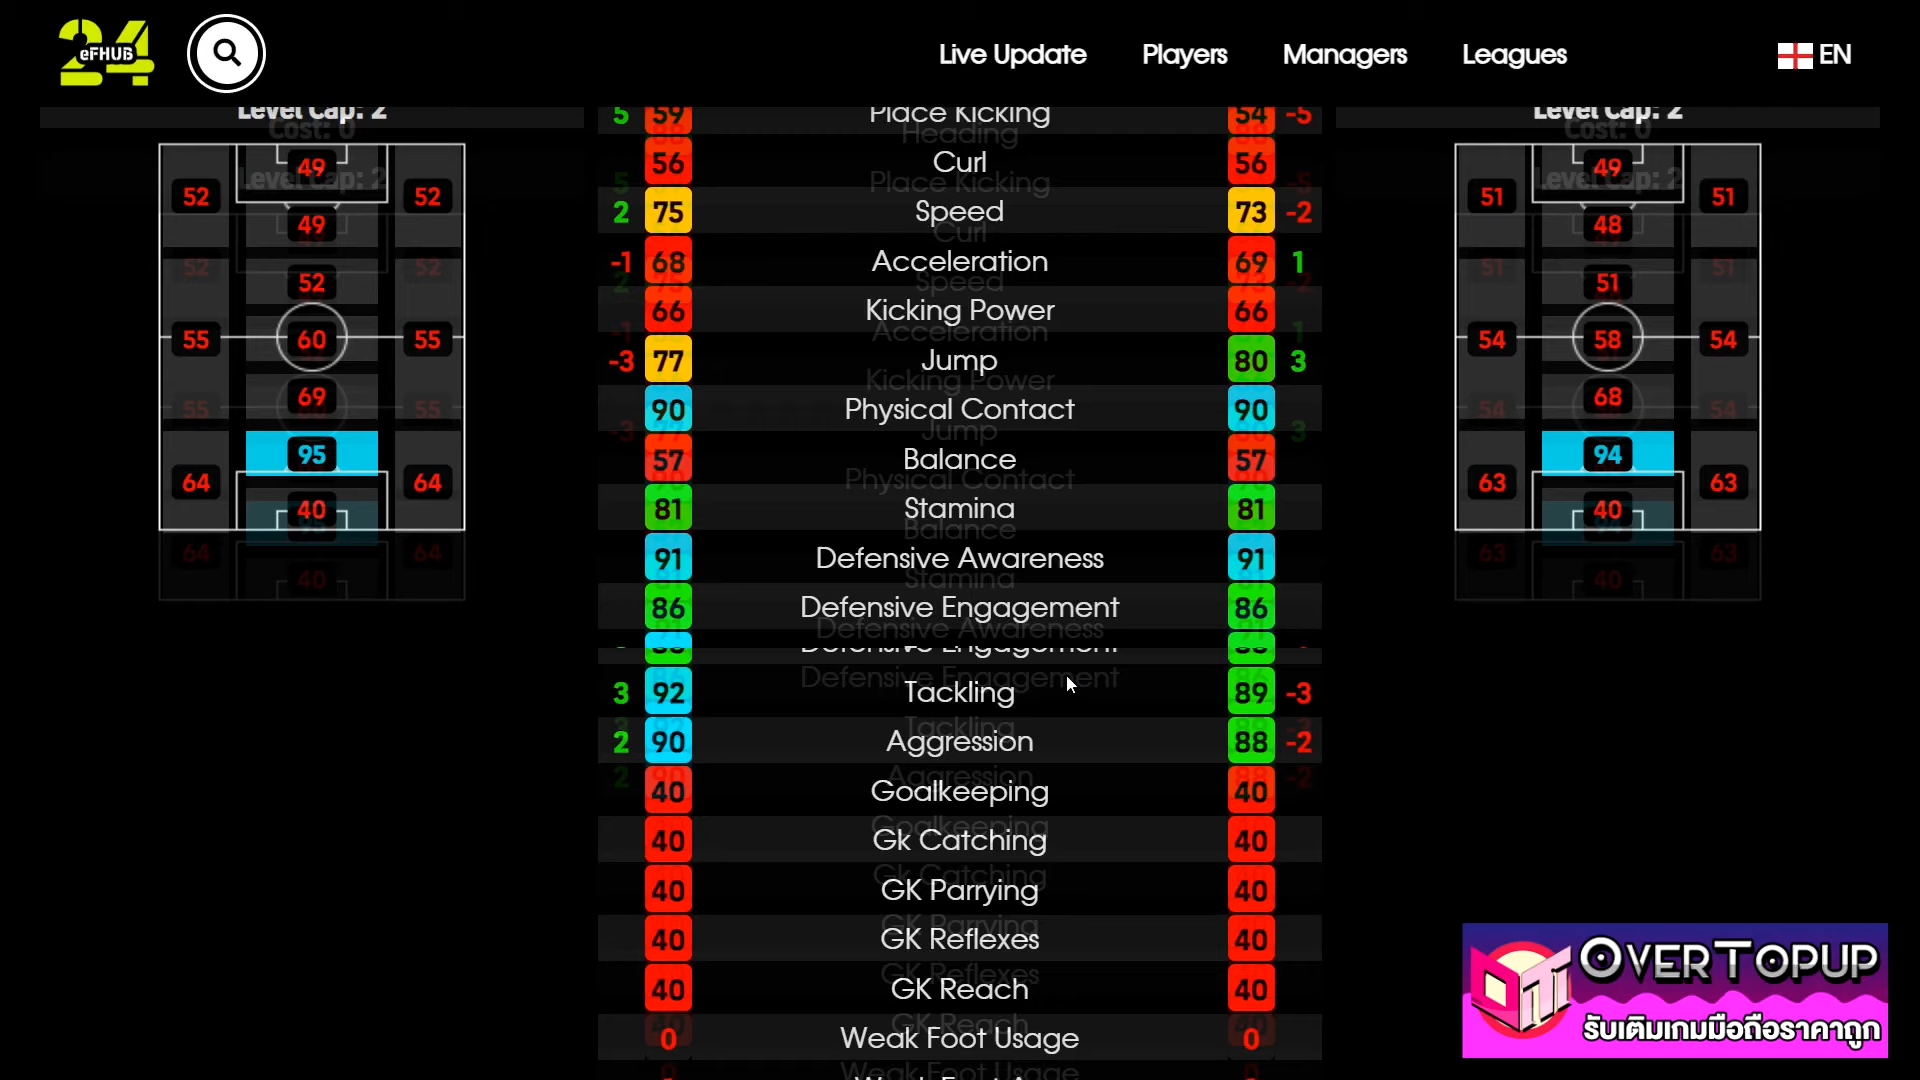 24
eFHUB
Live Update
Players
Managers
Leagues
EN
Level Cap: 2
Level Cap: 2
5 59 Place Kicking 54 -5
56 Curl 56
2 75 Speed 73 -2
-1 68 Acceleration 69 1
66 Kicking Power 66
-3 77 Jump 80 3
90 Physical Contact 90
57 Balance 57
81 Stamina 81
91 Defensive Awareness 91
86 Defensive Engagement 86
3 92 Tackling 89 -3
2 90 Aggression 88 -2
40 Goalkeeping 40
40 Gk Catching 40
40 GK Parrying 40
40 GK Reflexes 40
40 GK Reach 40
0 Weak Foot Usage 0
49
52 52
49
52
55 60 55
69
95
64 64
40
49
51 51
48
51
54 58 54
68
94
63 63
40
OVERTOPUP
รับเติมเกมมือถือราคาถูก